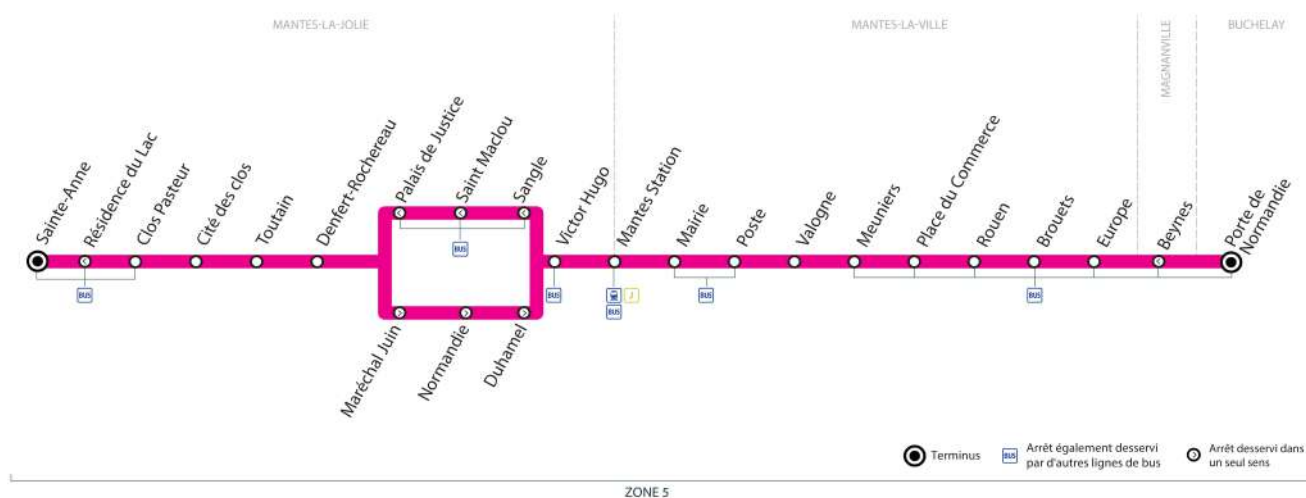 MANTES-LA-JOLIE
MANTES-LA-VILLE
MAGNANVILLE
BUCHELAY
Sainte-Anne
Résidence du Lac
Clos Pasteur
Cité des clos
Toutain
Denfert-Rochereau
Palais de Justice
Saint Maclou
Sangle
Maréchal Juin
Normandie
Duhamel
Victor Hugo
Mantes Station
Mairie
Poste
Valogne
Meuniers
Place du Commerce
Rouen
Brouets
Europe
Beynes
Porte de
Normandie
BUS
BUS
BUS
J
BUS
BUS
BUS
Terminus
BUS
Arrêt également desservi
par d'autres lignes de bus
Arrêt desservi dans
un seul sens
ZONE 5